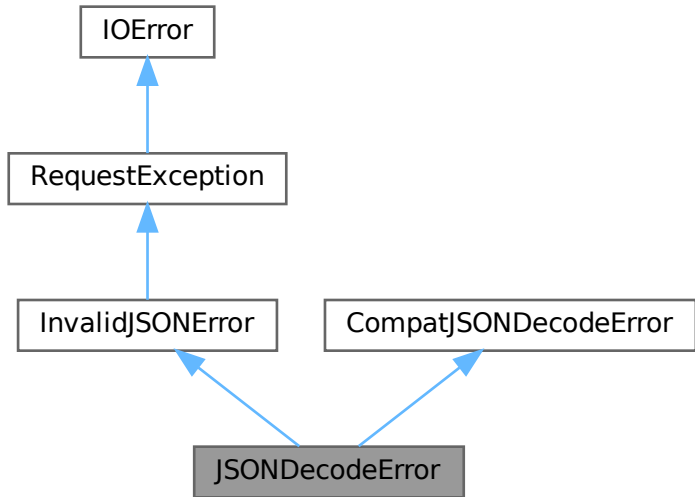 IOError
RequestException
InvalidJSONError
CompatJSONDecodeError
JSONDecodeError